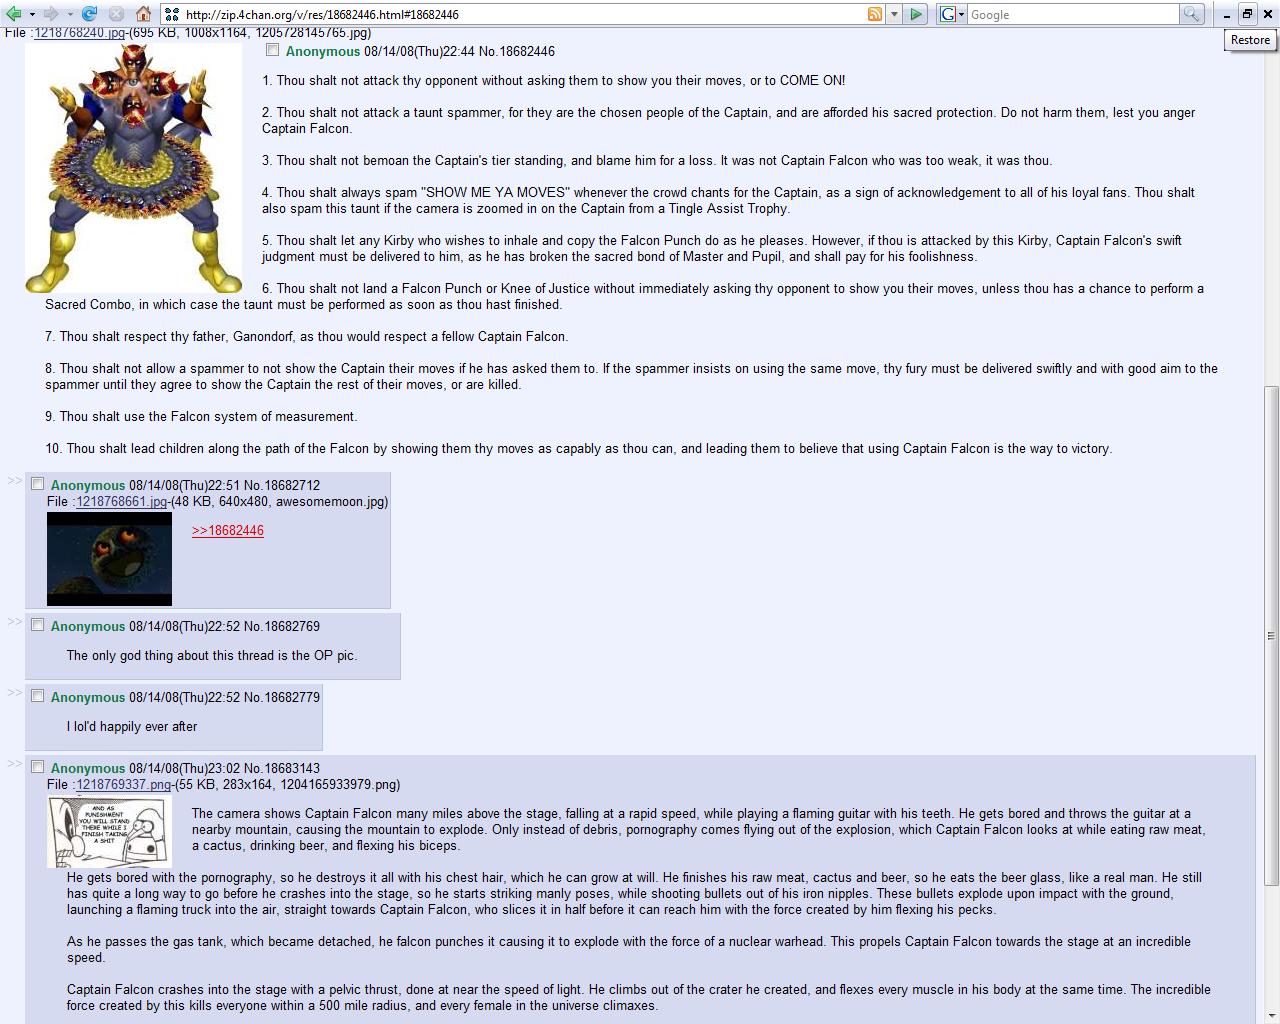 http://zip.4chan.org/v/res/18682446.html#18682446
Google
Restore
File :1218768240.jpg-(695 KB, 1008x1164, 1205728145765.jpg)
Anonymous 08/14/08(Thu)22:44 No.18682446
1. Thou shalt not attack thy opponent without asking them to show you their moves, or to COME ON!
2. Thou shalt not attack a taunt spammer, for they are the chosen people of the Captain, and are afforded his sacred protection. Do not harm them, lest you anger
Captain Falcon.
3. Thou shalt not bemoan the Captain's tier standing, and blame him for a loss. It was not Captain Falcon who was too weak, it was thou.
4. Thou shalt always spam "SHOW ME YA MOVES" whenever the crowd chants for the Captain, as a sign of acknowledgement to all of his loyal fans. Thou shalt
also spam this taunt if the camera is zoomed in on the Captain from a Tingle Assist Trophy.
5. Thou shalt let any Kirby who wishes to inhale and copy the Falcon Punch do as he pleases. However, if thou is attacked by this Kirby, Captain Falcon's swift
judgment must be delivered to him, as he has broken the sacred bond of Master and Pupil, and shall pay for his foolishness.
6. Thou shalt not land a Falcon Punch or Knee of Justice without immediately asking thy opponent to show you their moves, unless thou has a chance to perform a
Sacred Combo, in which case the taunt must be performed as soon as thou hast finished.
7. Thou shalt respect thy father, Ganondorf, as thou would respect a fellow Captain Falcon.
8. Thou shalt not allow a spammer to not show the Captain their moves if he has asked them to. If the spammer insists on using the same move, thy fury must be delivered swiftly and with good aim to the
spammer until they agree to show the Captain the rest of their moves, or are killed.
9. Thou shalt use the Falcon system of measurement.
10. Thou shalt lead children along the path of the Falcon by showing them thy moves as capably as thou can, and leading them to believe that using Captain Falcon is the way to victory.
>> Anonymous 08/14/08(Thu)22:51 No.18682712
File :1218768661.jpg-(48 KB, 640x480, awesomemoon.jpg)
>>18682446
>> Anonymous 08/14/08(Thu)22:52 No.18682769
The only god thing about this thread is the OP pic.
>> Anonymous 08/14/08(Thu)22:52 No.18682779
I lol'd happily ever after
>> Anonymous 08/14/08(Thu)23:02 No.18683143
File :1218769337.png-(55 KB, 283x164, 1204165933979.png)
AND AS
PUNISHMENT
YOU WILL STAND
THERE WHILE I
FINISH TAKING
A SHIT
The camera shows Captain Falcon many miles above the stage, falling at a rapid speed, while playing a flaming guitar with his teeth. He gets bored and throws the guitar at a
nearby mountain, causing the mountain to explode. Only instead of debris, pornography comes flying out of the explosion, which Captain Falcon looks at while eating raw meat,
a cactus, drinking beer, and flexing his biceps.
He gets bored with the pornography, so he destroys it all with his chest hair, which he can grow at will. He finishes his raw meat, cactus and beer, so he eats the beer glass, like a real man. He still
has quite a long way to go before he crashes into the stage, so he starts striking manly poses, while shooting bullets out of his iron nipples. These bullets explode upon impact with the ground,
launching a flaming truck into the air, straight towards Captain Falcon, who slices it in half before it can reach him with the force created by him flexing his pecks.
As he passes the gas tank, which became detached, he falcon punches it causing it to explode with the force of a nuclear warhead. This propels Captain Falcon towards the stage at an incredible
speed.
Captain Falcon crashes into the stage with a pelvic thrust, done at near the speed of light. He climbs out of the crater he created, and flexes every muscle in his body at the same time. The incredible
force created by this kills everyone within a 500 mile radius, and every female in the universe climaxes.